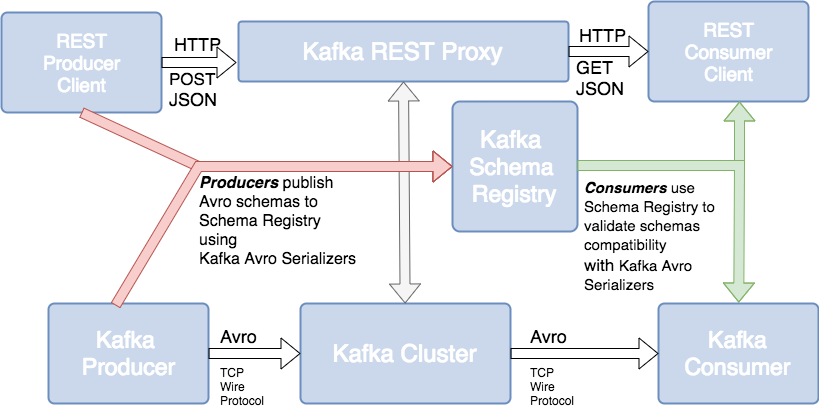 REST
Producer
Client
HTTP
POST
JSON
Kafka REST Proxy
HTTP
GET
JSON
REST
Consumer
Client
Kafka
Schema
Registry
Producers publish
Avro schemas to
Schema Registry
using
Kafka Avro Serializers
Consumers use
Schema Registry to
validate schemas
compatibility
with Kafka Avro
Serializers
Kafka
Producer
Avro
TCP
Wire
Protocol
Kafka Cluster
Avro
TCP
Wire
Protocol
Kafka
Consumer